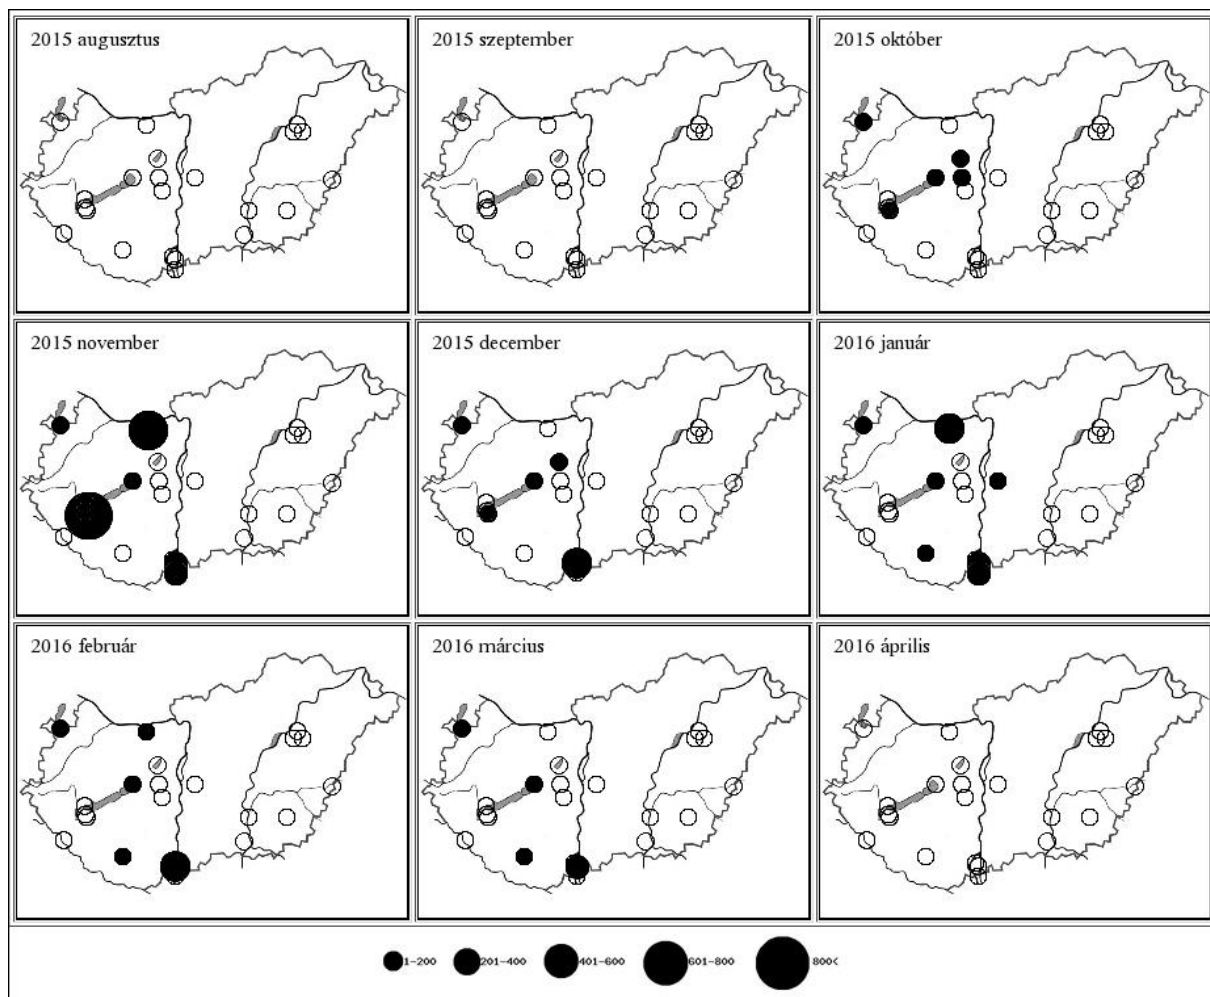 2015 augusztus
2015 szeptember
2015 október
2015 november
2015 december
2016 január
2016 február
2016 március
2016 április
1-200 201-400 401-600 601-800 800<